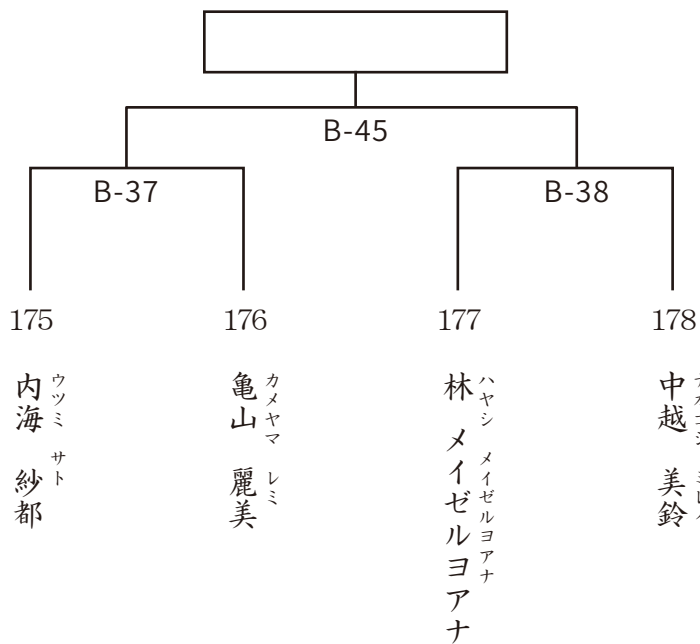 B-45
B-37
B-38
175
176
177
178
内海 紗都
ウツミ サト
亀山 麗美
カメヤマ レミ
林 メイゼルヨアナ
ハヤシ メイゼルヨアナ
中越 美鈴